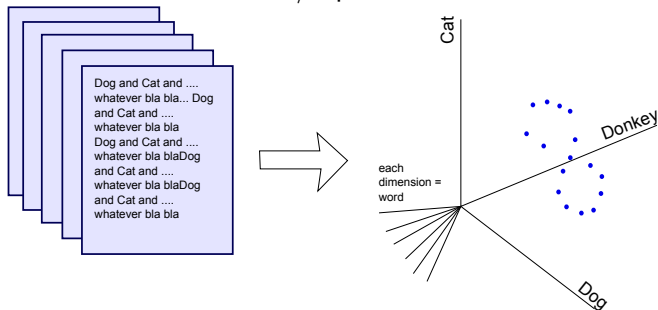 Dog and Cat and ....
whatever bla bla... Dog
and Cat and ....
whatever bla bla
Dog and Cat and ....
whatever bla blaDog
and Cat and ....
whatever bla blaDog
and Cat and ....
whatever bla bla
each
dimension =
word
Cat
Donkey
Dog